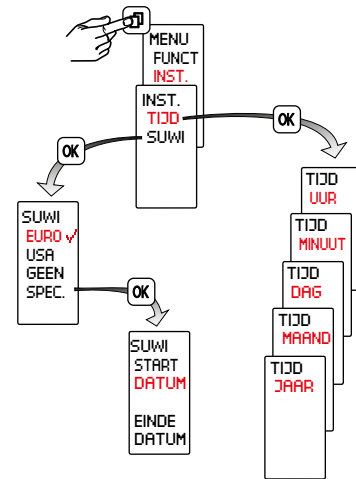 MENU
FUNCT
INST.
INST.
TIJD
SUWI
OK
OK
SUWI
EURO ✓
USA
GEEN
SPEC.
OK
SUWI
START
DATUM
EINDE
DATUM
TIJD
UUR
TIJD
MINUUT
TIJD
DAG
TIJD
MAAND
TIJD
JAAR